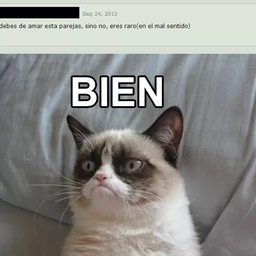 Sep 24, 2012
debes de amar esta parejas, sino no, eres raro(en el mal sentido)
BIEN